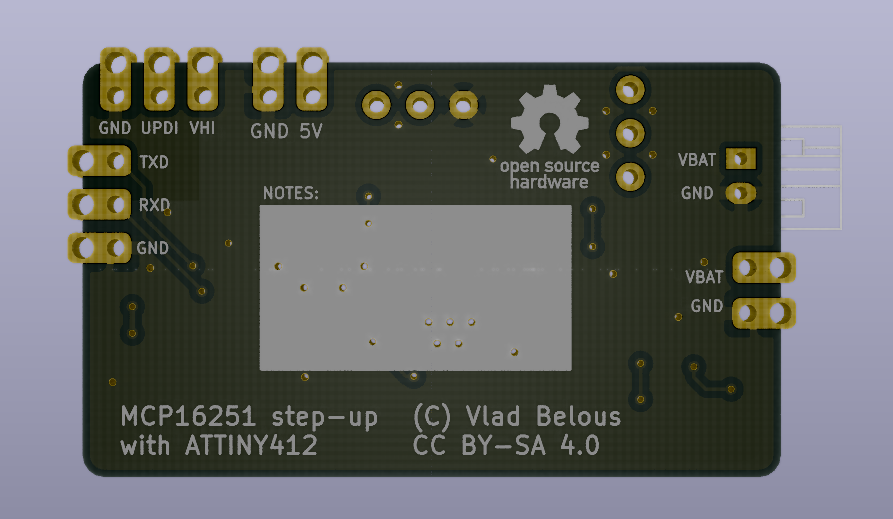 GND UPDI VHI GND 5V
TXD
RXD
GND
NOTES:
open source
hardware
VBAT
GND
VBAT
GND
MCP16251 step-up (C) Vlad Belous
with ATTINY412 CC BY-SA 4.0